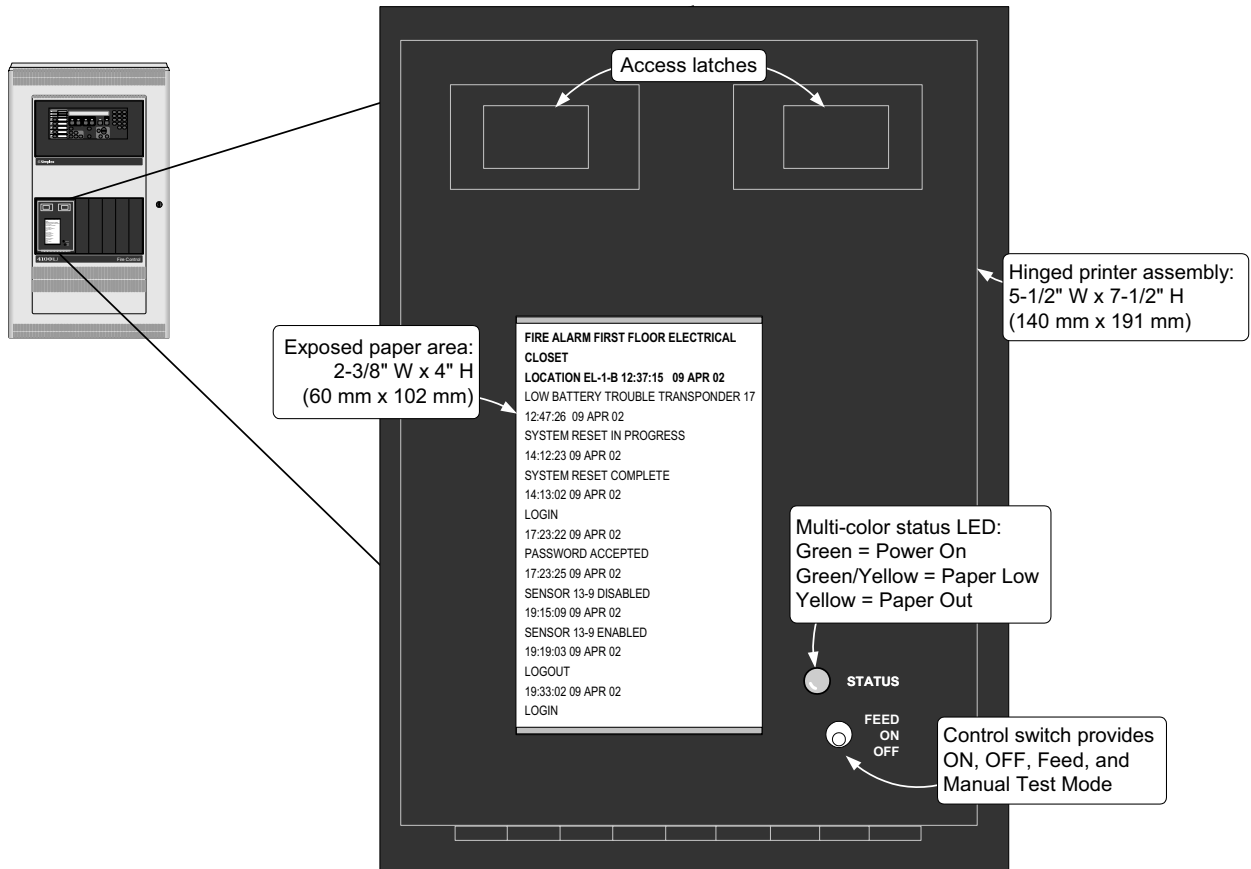 Access latches
Simplex
4100U
Fire Control
Hinged printer assembly:
5-1/2" W x 7-1/2" H
(140 mm x 191 mm)
Exposed paper area:
2-3/8" W x 4" H
(60 mm x 102 mm)
FIRE ALARM FIRST FLOOR ELECTRICAL
CLOSET
LOCATION EL-1-B 12:37:15 09 APR 02
LOW BATTERY TROUBLE TRANSPONDER 17
12:47:26 09 APR 02
SYSTEM RESET IN PROGRESS
14:12:23 09 APR 02
SYSTEM RESET COMPLETE
14:13:02 09 APR 02
LOGIN
17:23:22 09 APR 02
PASSWORD ACCEPTED
17:23:25 09 APR 02
SENSOR 13-9 DISABLED
19:15:09 09 APR 02
SENSOR 13-9 ENABLED
19:19:03 09 APR 02
LOGOUT
19:33:02 09 APR 02
LOGIN
Multi-color status LED:
Green = Power On
Green/Yellow = Paper Low
Yellow = Paper Out
STATUS
FEED
ON
OFF
Control switch provides
ON, OFF, Feed, and
Manual Test Mode